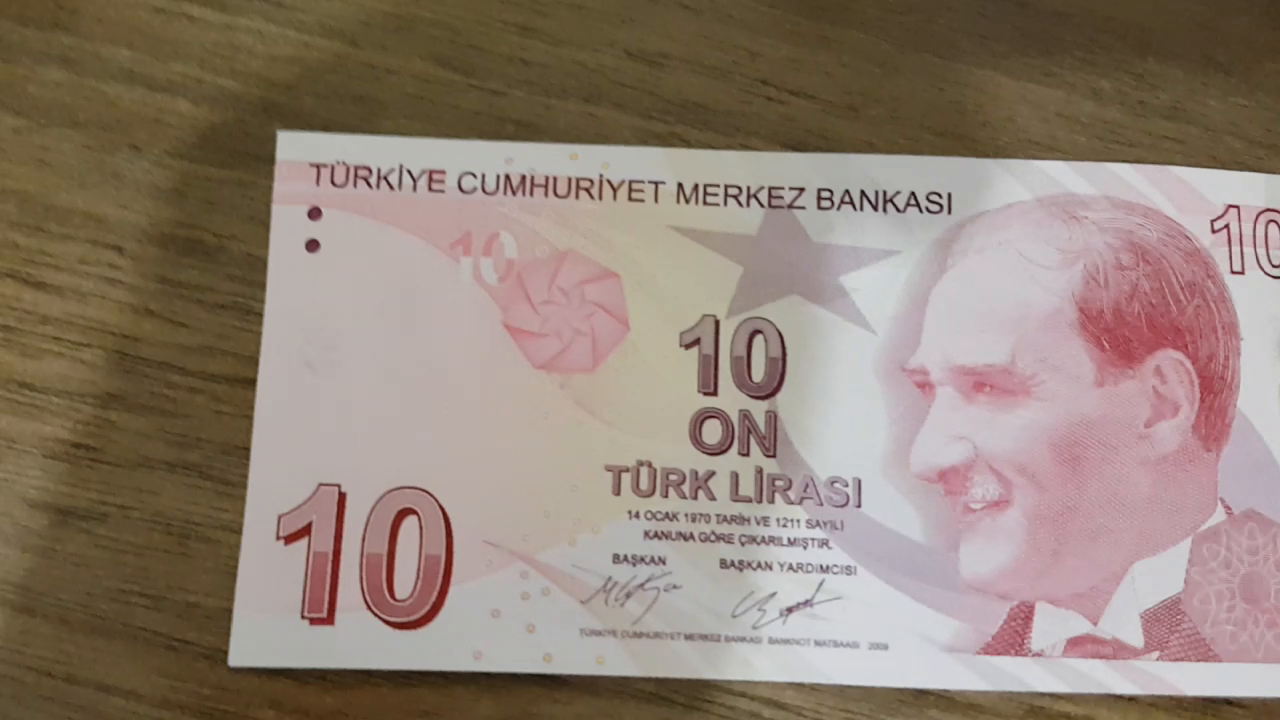 TÜRKİYE CUMHURİYET MERKEZ BANKASI
10
10
10
ON
TÜRK LİRASI
14 OCAK 1970 TARİH VE 1211 SAYILI
KANUNA GÖRE ÇIKARILMIŞTIR.
BAŞKAN BAŞKAN YARDIMCISI
10
TÜRKİYE CUMHURİYET MERKEZ BANKASI BANKNOT MATBAASI 2009